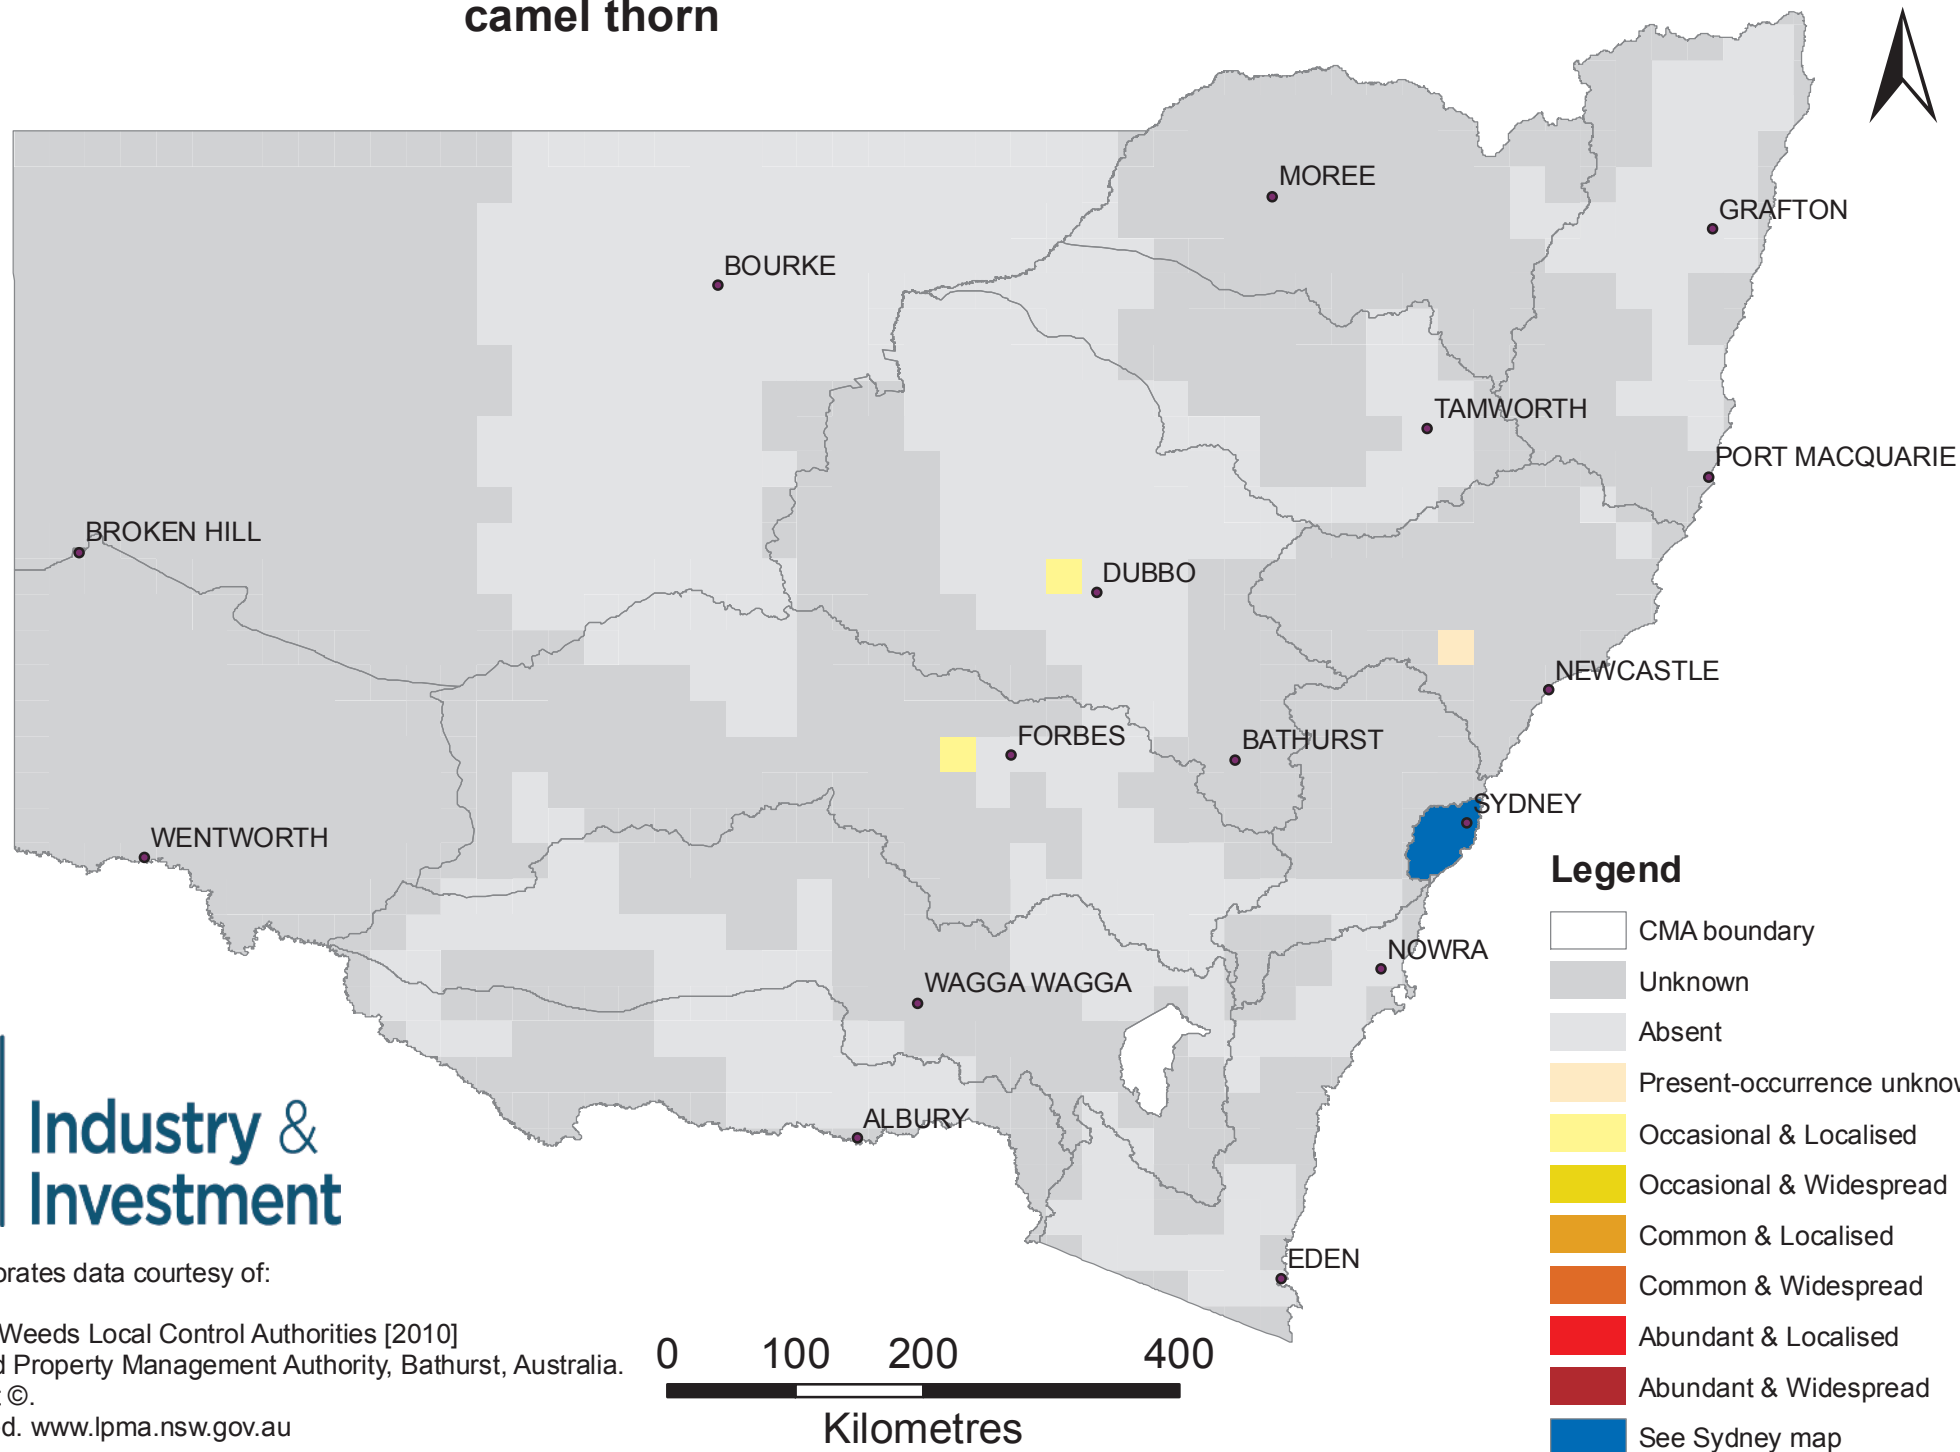 camel thorn
MOREE
GRAFTON
BOURKE
TAMWORTH
PORT MACQUARIE
BROKEN HILL
DUBBO
NEWCASTLE
FORBES
BATHURST
SYDNEY
WENTWORTH
NOWRA
WAGGA WAGGA
ALBURY
EDEN
Legend
CMA boundary
Unknown
Absent
Present-occurrence unknow
Occasional & Localised
Occasional & Widespread
Common & Localised
Common & Widespread
Abundant & Localised
Abundant & Widespread
See Sydney map
Industry &
Investment
orates data courtesy of:
Weeds Local Control Authorities [2010]
d Property Management Authority, Bathurst, Australia.
©.
d. www.lpma.nsw.gov.au
0 100 200 400
Kilometres